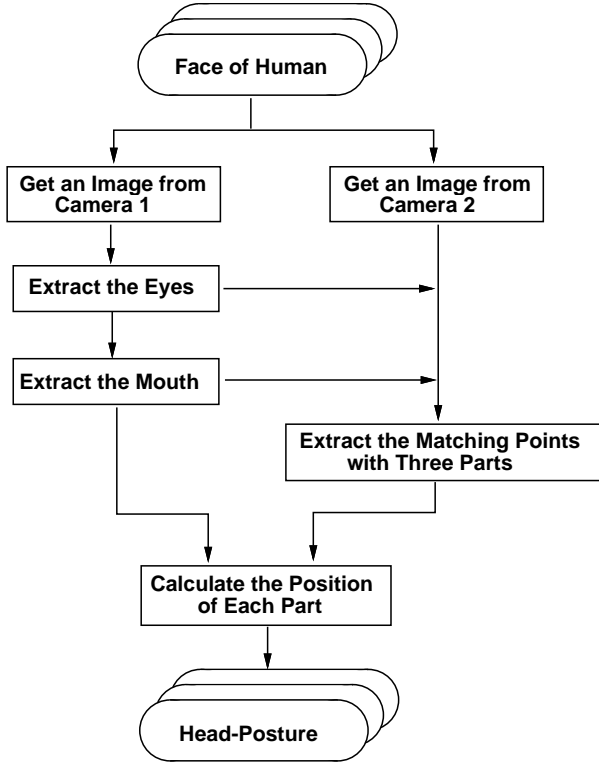 Face of Human
Get an Image from
Camera 1
Get an Image from
Camera 2
Extract the Eyes
Extract the Mouth
Extract the Matching Points
with Three Parts
Calculate the Position
of Each Part
Head-Posture